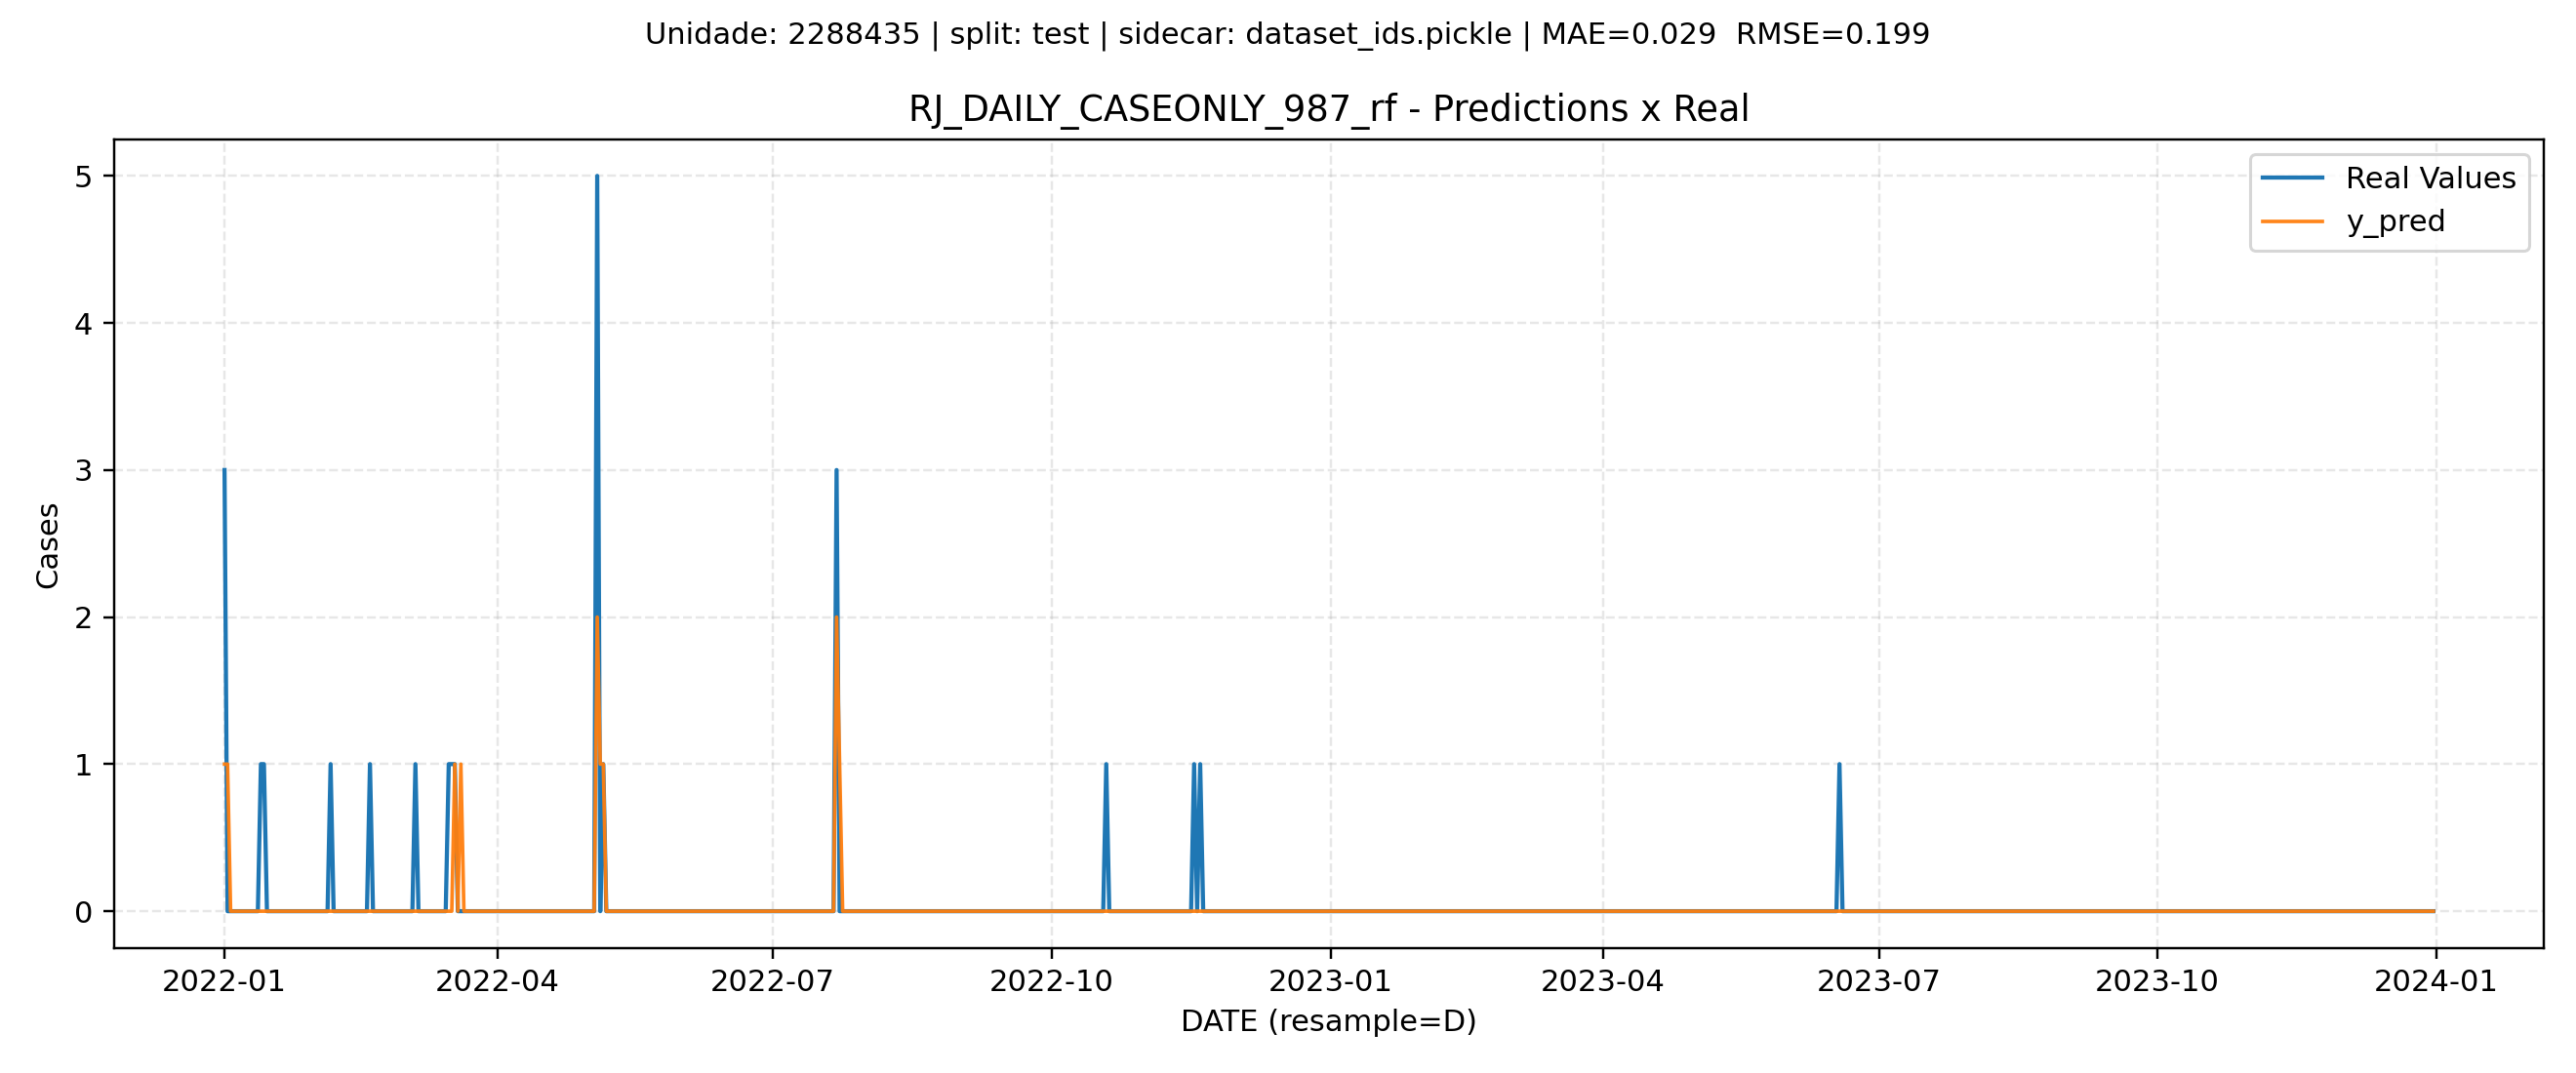 Unidade: 2288435 | split: test | sidecar: dataset_ids.pickle | MAE=0.029  RMSE=0.199
RJ_DAILY_CASEONLY_987_rf - Predictions x Real
Real Values
y_pred
5
4
3
2
1
0
Cases
2022-01
2022-04
2022-07
2022-10
2023-01
2023-04
2023-07
2023-10
2024-01
DATE (resample=D)